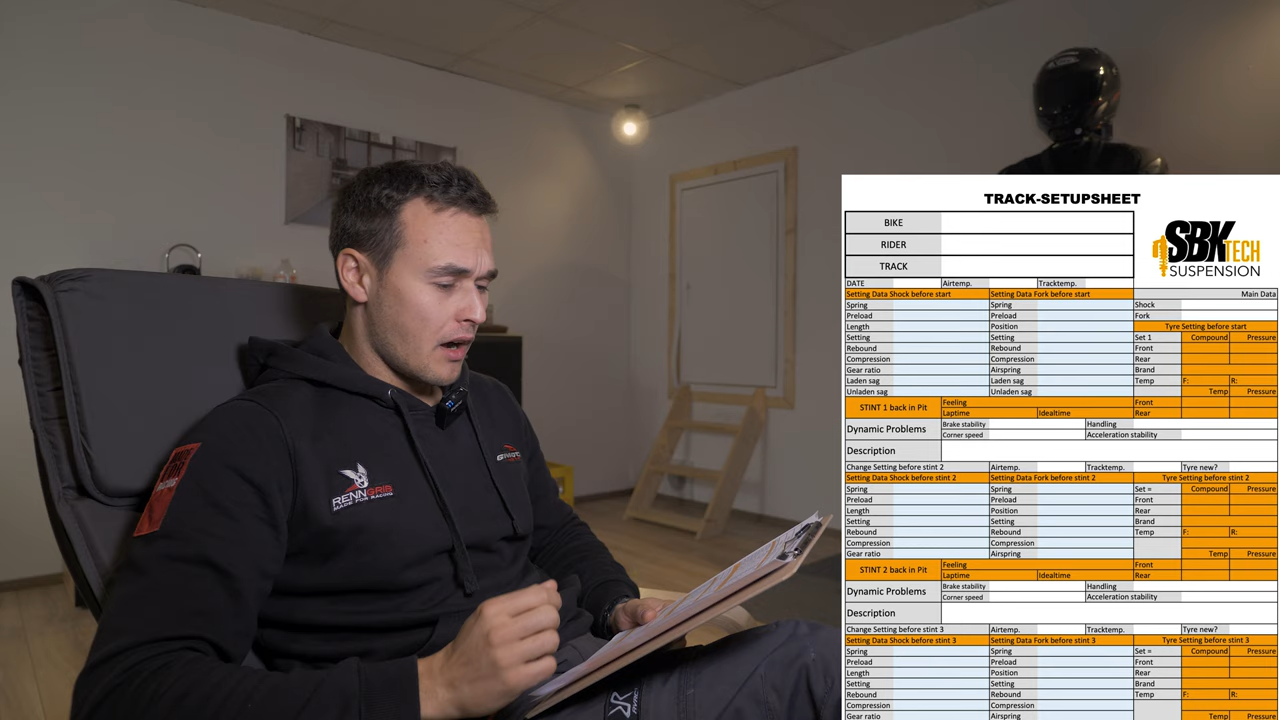 TRACK-SETUPSHEET
BIKE
RIDER
TRACK
SBK TECH
SUSPENSION
DATE Airtemp. Tracktemp.
Setting Data Shock before start Setting Data Fork before start Main Data
Spring Spring Shock
Preload Preload Fork
Length Position Tyre Setting before start
Setting Setting Set 1 Compound Pressure
Rebound Rebound Front
Compression Compression Rear
Gear ratio Airspring Brand
Laden sag Laden sag Temp F: R:
Unladen sag Unladen sag Temp Pressure
STINT 1 back in Pit Feeling Front
Laptime Idealtime Rear
Dynamic Problems Brake stability Handling
Corner speed Acceleration stability
Description
Change Setting before stint 2 Airtemp. Tracktemp. Tyre new?
Setting Data Shock before stint 2 Setting Data Fork before stint 2 Tyre Setting before stint 2
Spring Spring Set = Compound Pressure
Preload Preload Front
Length Position Rear
Setting Setting Brand
Rebound Rebound Temp F: R:
Compression Compression
Gear ratio Airspring Temp Pressure
STINT 2 back in Pit Feeling Front
Laptime Idealtime Rear
Dynamic Problems Brake stability Handling
Corner speed Acceleration stability
Description
Change Setting before stint 3 Airtemp. Tracktemp. Tyre new?
Setting Data Shock before stint 3 Setting Data Fork before stint 3 Tyre Setting before stint 3
Spring Spring Set = Compound Pressure
Preload Preload Front
Length Position Rear
Setting Setting Brand
Rebound Rebound Temp F: R:
Compression Compression
Gear ratio Airspring Temp Pressure
RENNGRIB
MADE FOR RACING